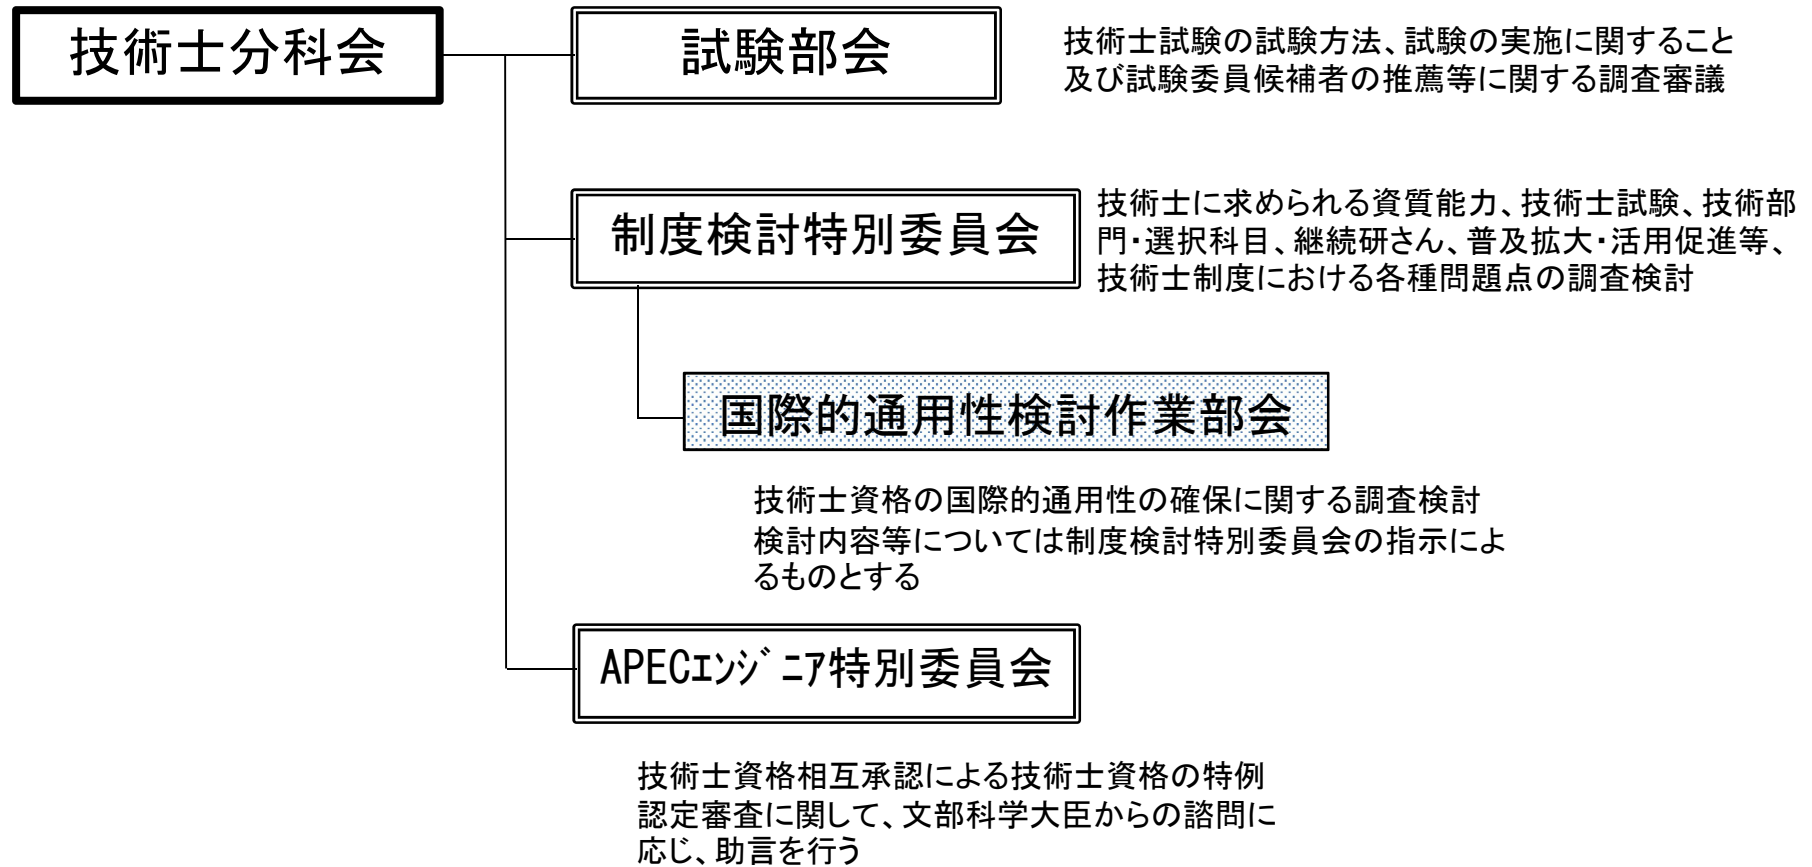 技術士分科会
試験部会
技術士試験の試験方法、試験の実施に関すること
及び試験委員候補者の推薦等に関する調査審議
制度検討特別委員会
技術士に求められる資質能力、技術士試験、技術部
門・選択科目、継続研さん、普及拡大・活用促進等、
技術士制度における各種問題点の調査検討
国際的通用性検討作業部会
技術士資格の国際的通用性の確保に関する調査検討
検討内容等については制度検討特別委員会の指示によ
るものとする
APECｴﾝｼﾞﾆｱ特別委員会
技術士資格相互承認による技術士資格の特例
認定審査に関して、文部科学大臣からの諮問に
応じ、助言を行う